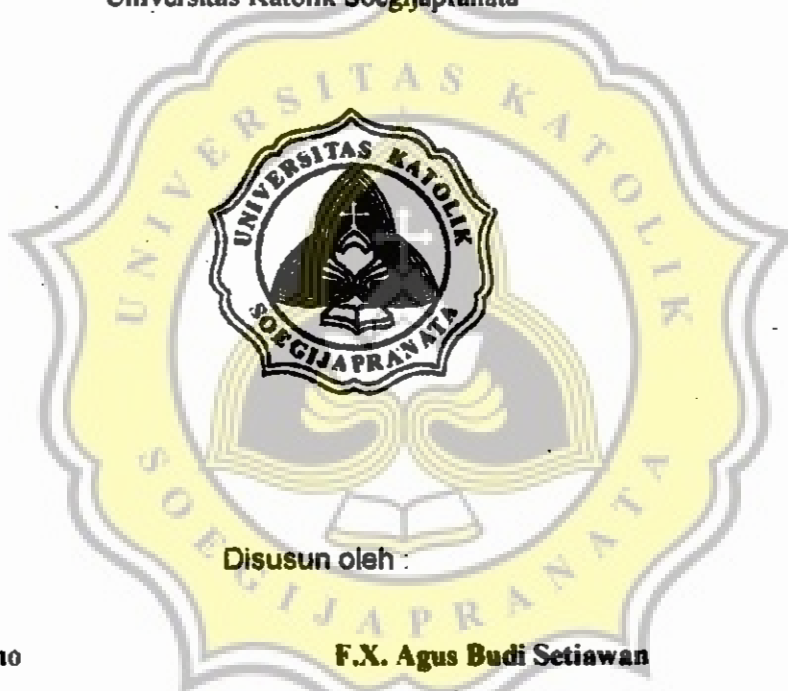 Universitas Katolik Soegijapranata
UNIVERSITAS KATOLIK
SOEGIJAPRANATA
UNIVERSITAS KATOLIK
SOEGIJAPRANATA
Disusun oleh :
F.X. Agus Budi Setiawan